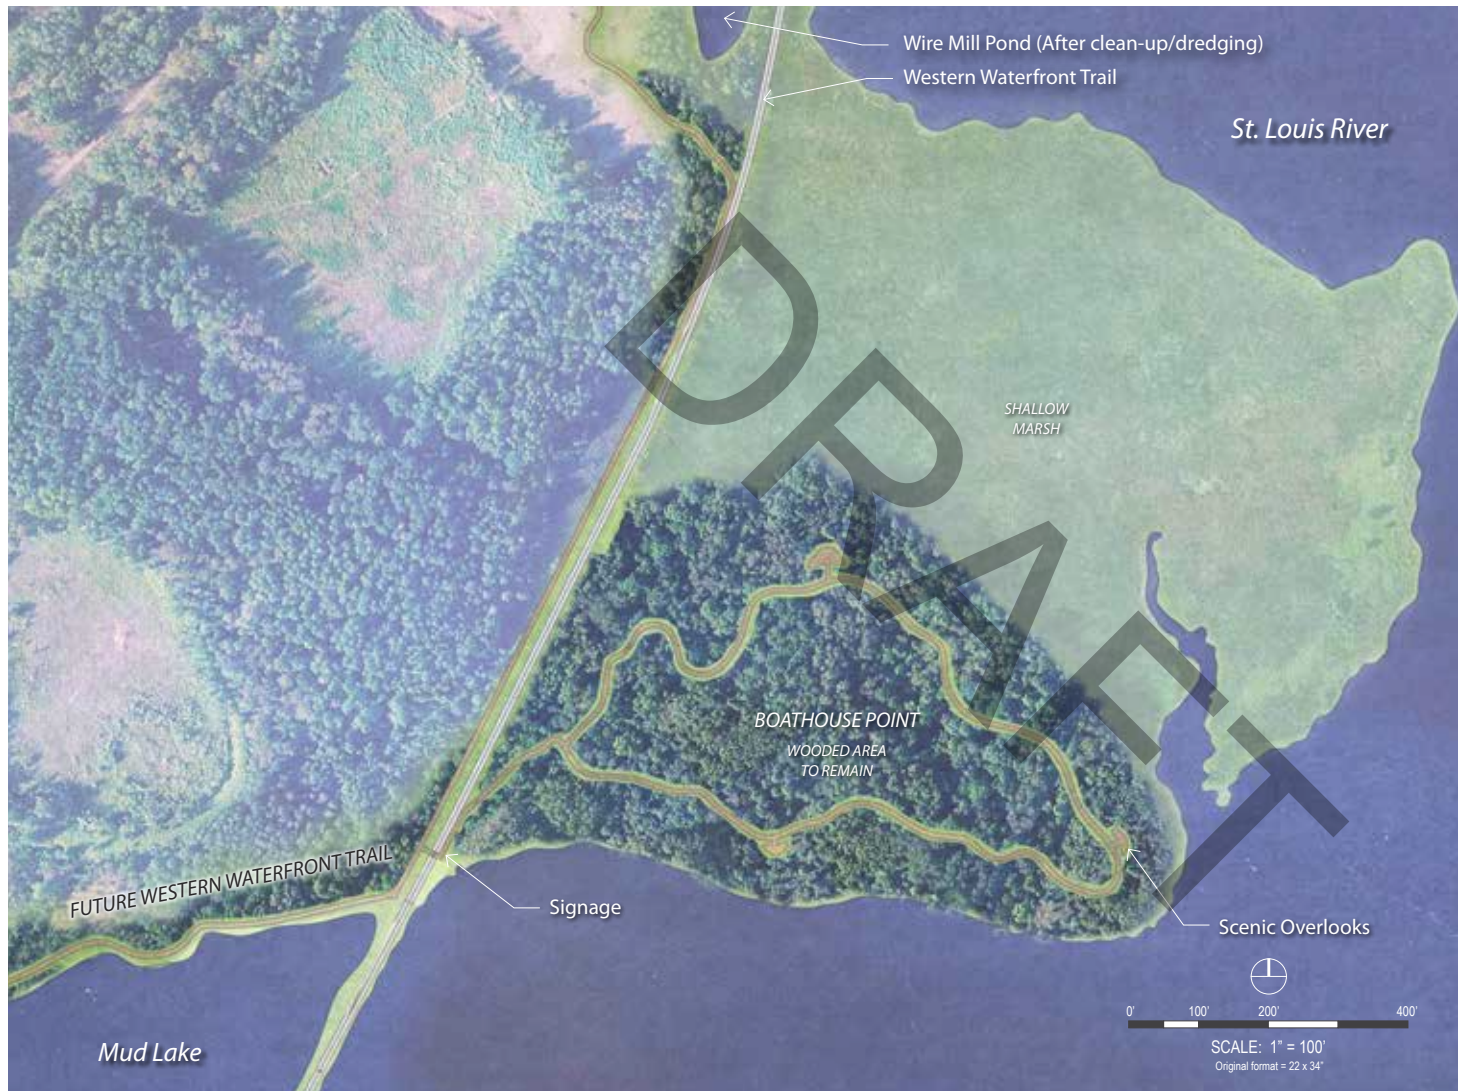 Wire Mill Pond (After clean-up/dredging)
Western Waterfront Trail
St. Louis River
SHALLOW
MARSH
DRAFT
BOATHOUSE POINT
WOODED AREA
TO REMAIN
FUTURE WESTERN WATERFRONT TRAIL
Signage
Scenic Overlooks
Mud Lake
0' 100' 200' 400'
SCALE: 1" = 100'
Original format = 22 x 34"